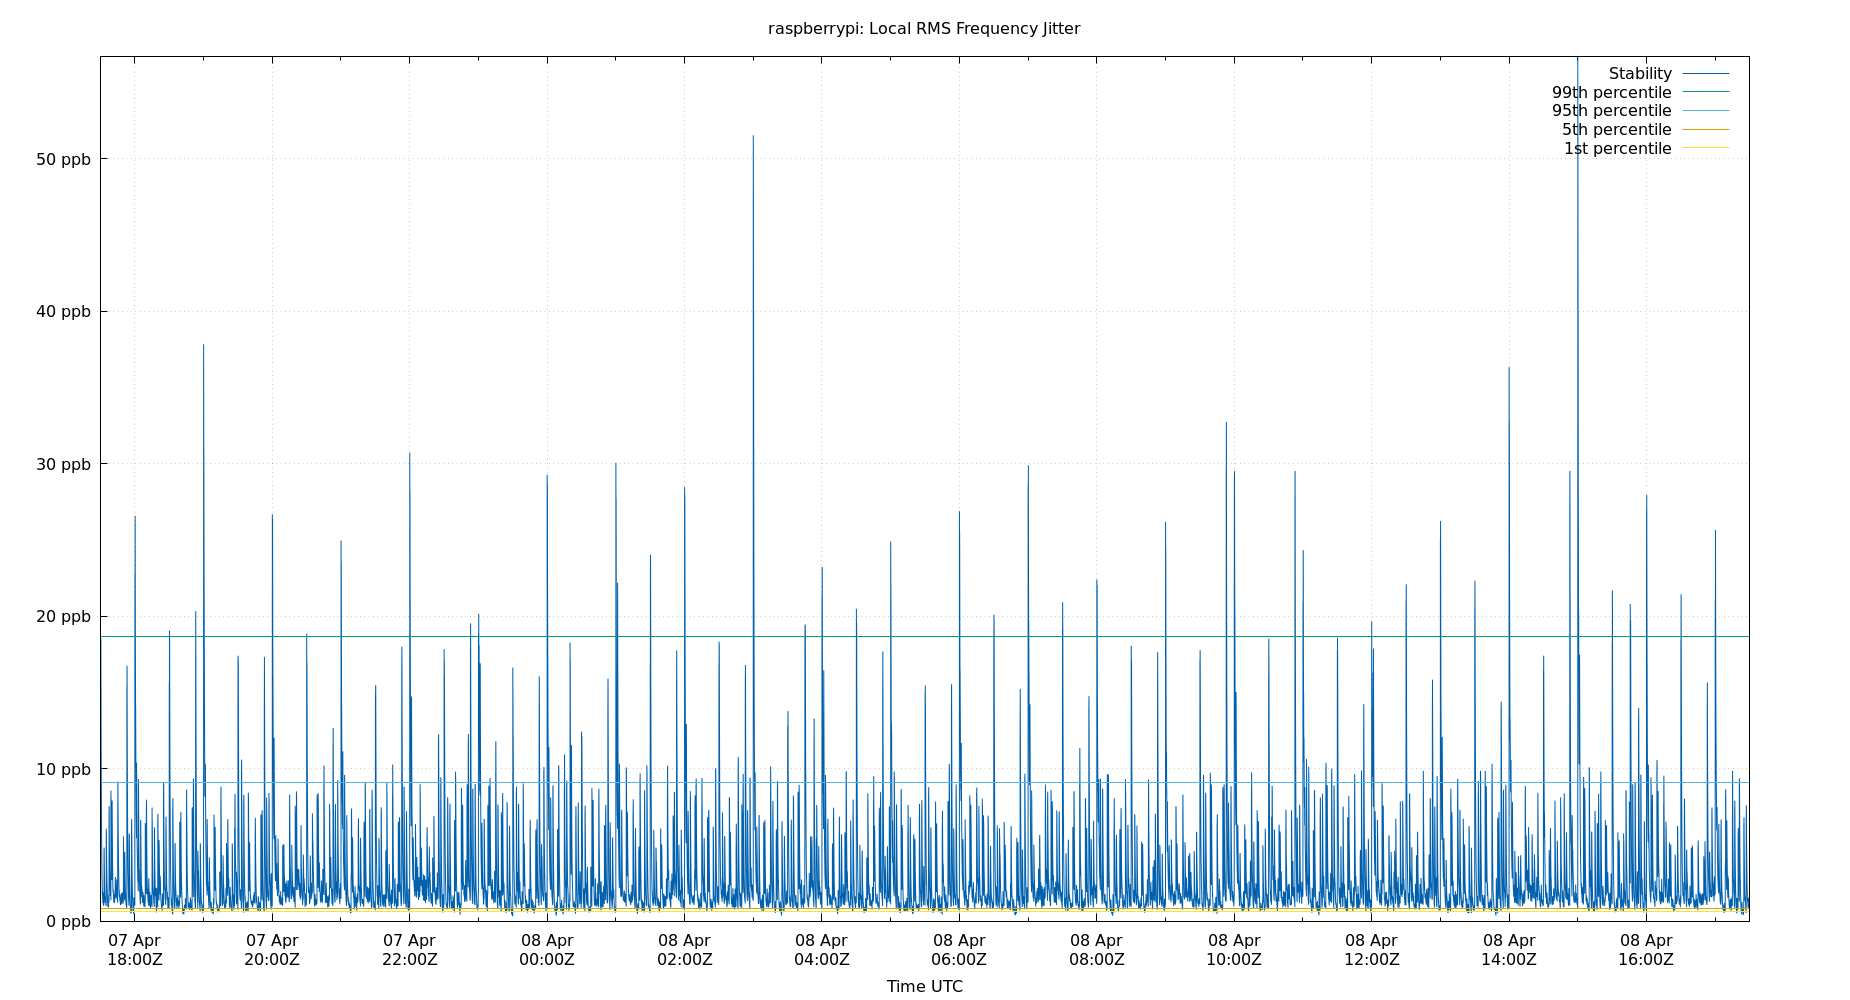 raspberrypi: Local RMS Frequency Jitter
Stability
99th percentile
95th percentile
5th percentile
1st percentile
50 ppb
40 ppb
30 ppb
20 ppb
10 ppb
0 ppb
07 Apr 07 Apr 07 Apr 08 Apr 08 Apr 08 Apr 08 Apr 08 Apr 08 Apr 08 Apr 08 Apr 08 Apr
18:00Z 20:00Z 22:00Z 00:00Z 02:00Z 04:00Z 06:00Z 08:00Z 10:00Z 12:00Z 14:00Z 16:00Z
Time UTC